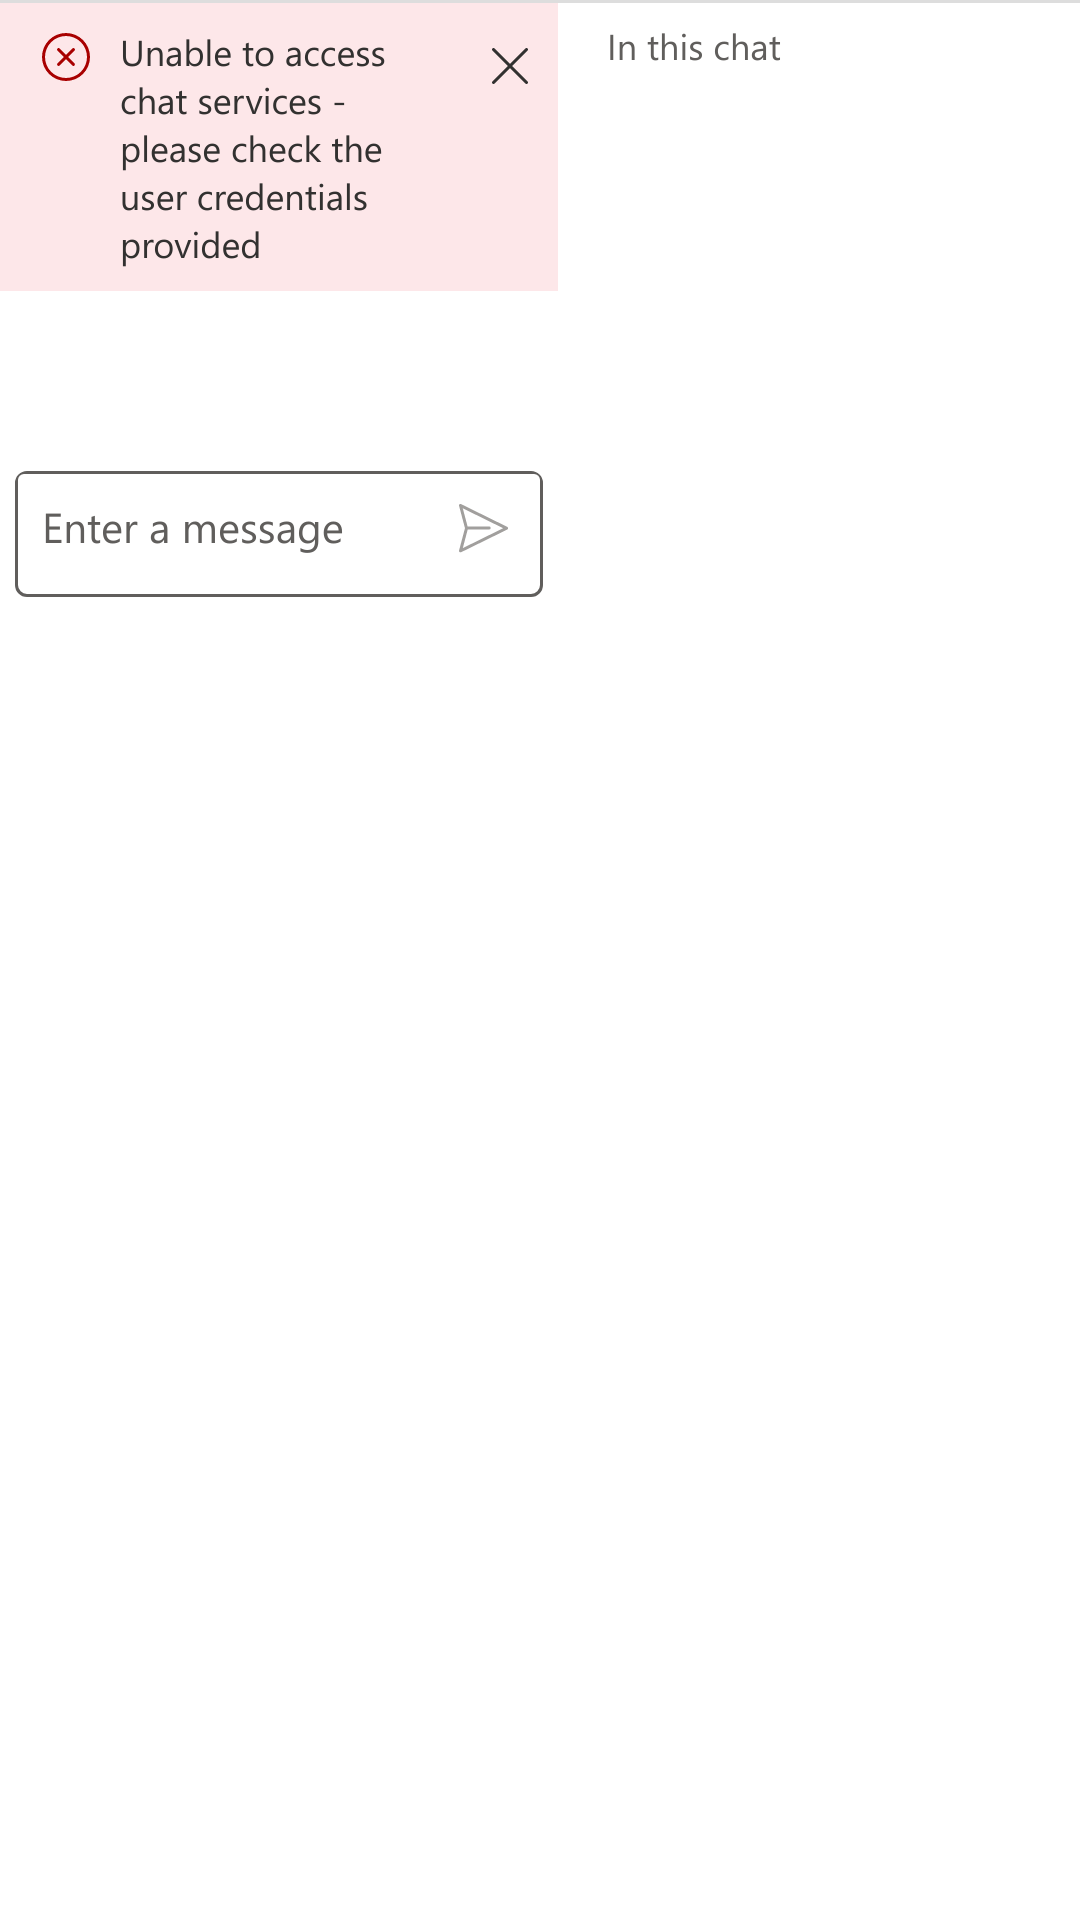 Unable to access
chat services -
please check the
user credentials
provided
In this chat
Enter a message